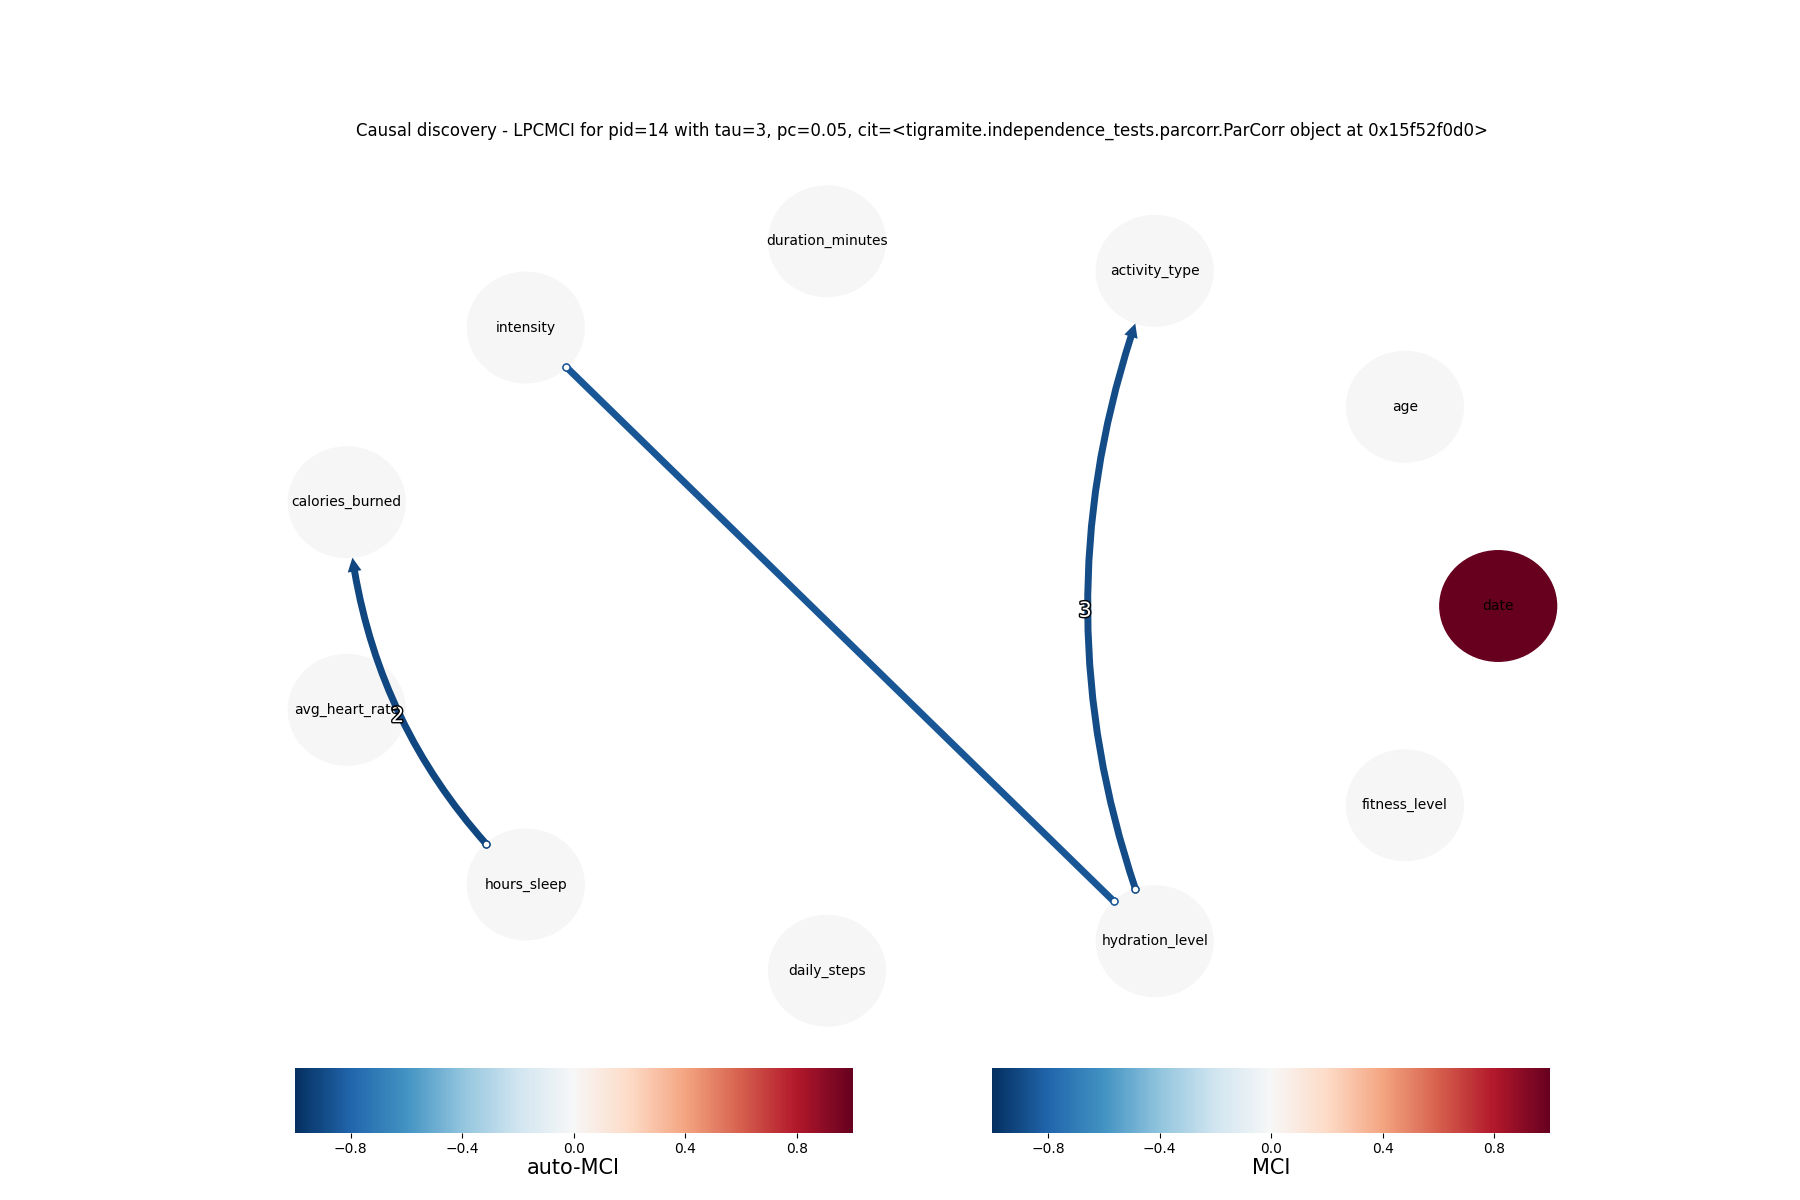 Causal discovery - LPCMCI for pid=14 with tau=3, pc=0.05, cit=<tigramite.independence_tests.parcorr.ParCorr object at 0x15f52f0d0>
duration_minutes
activity_type
intensity
age
calories_burned
date
3
avg_heart_rate
2
fitness_level
hours_sleep
hydration_level
daily_steps
−0.8 −0.4 0.0 0.4 0.8
auto-MCI
−0.8 −0.4 0.0 0.4 0.8
MCI